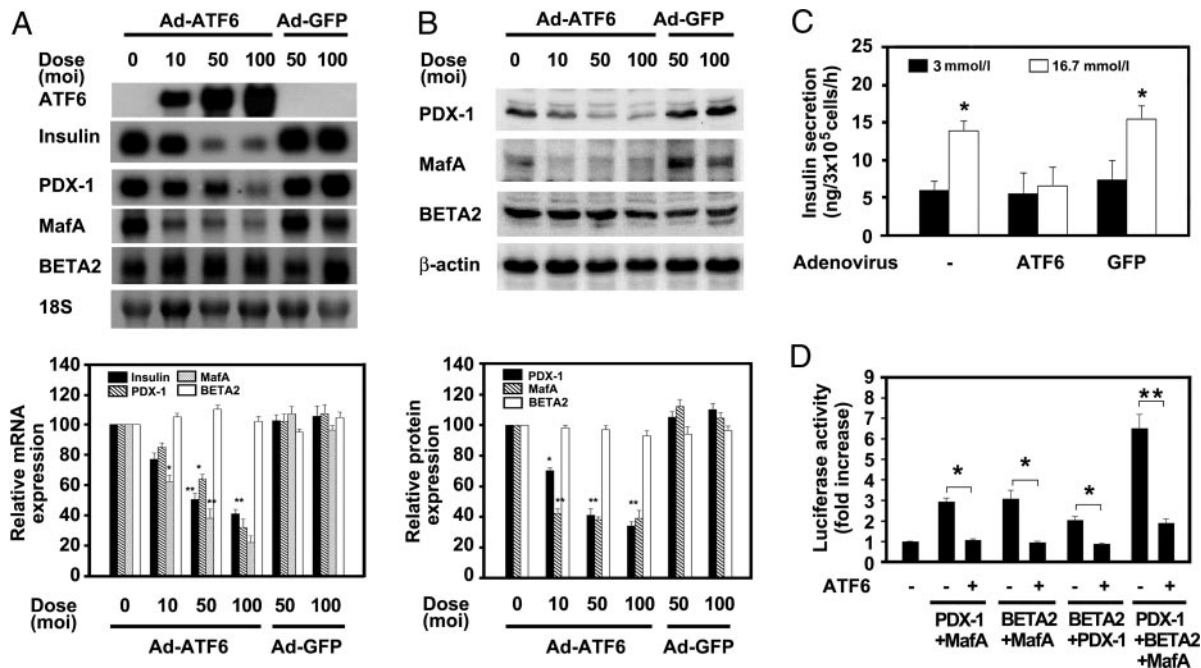 A
Ad-ATF6 Ad-GFP
Dose (moi) 0 10 50 100 50 100
ATF6
Insulin
PDX-1
MafA
BETA2
18S
140
120
100
80
60
40
20
0
Relative mRNA expression
Insulin MafA
PDX-1 BETA2
* ** * ** **
Dose (moi) 0 10 50 100 50 100
Ad-ATF6 Ad-GFP
B
Ad-ATF6 Ad-GFP
Dose (moi) 0 10 50 100 50 100
PDX-1
MafA
BETA2
β-actin
140
120
100
80
60
40
20
0
Relative protein expression
PDX-1
MafA
BETA2
* ** ** **
Dose (moi) 0 10 50 100 50 100
Ad-ATF6 Ad-GFP
C
25
20
15
10
5
0
Insulin secretion
(ng/3x10⁵cells/h)
3 mmol/l 16.7 mmol/l
* *
Adenovirus - ATF6 GFP
D
9
8
7
6
5
4
3
2
1
0
Luciferase activity
(fold increase)
* * * **
ATF6 - - + - + - + - +
PDX-1 +MafA
BETA2 +MafA
BETA2 +PDX-1
PDX-1 +BETA2 +MafA